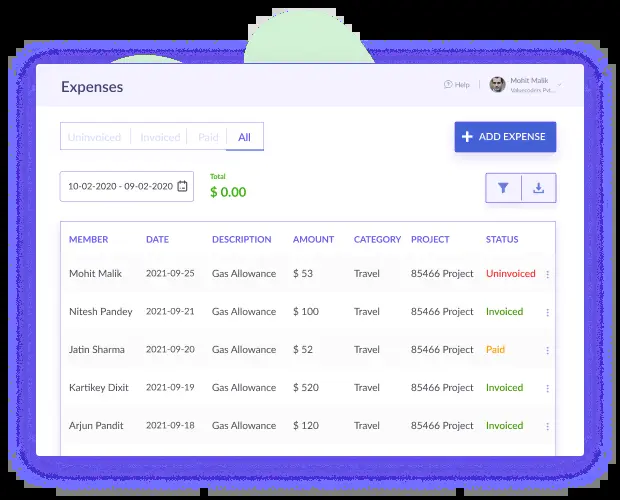 Expenses
Help
Mohit Malik
Valuecoders Pvt...
Uninvoiced Invoiced Paid All
ADD EXPENSE
10-02-2020 - 09-02-2020
Total
$ 0.00
MEMBER DATE DESCRIPTION AMOUNT CATEGORY PROJECT STATUS
Mohit Malik 2021-09-25 Gas Allowance $ 53 Travel 85466 Project Uninvoiced
Nitesh Pandey 2021-09-21 Gas Allowance $ 100 Travel 85466 Project Invoiced
Jatin Sharma 2021-09-20 Gas Allowance $ 52 Travel 85466 Project Paid
Kartikey Dixit 2021-09-19 Gas Allowance $ 520 Travel 85466 Project Invoiced
Arjun Pandit 2021-09-18 Gas Allowance $ 120 Travel 85466 Project Invoiced